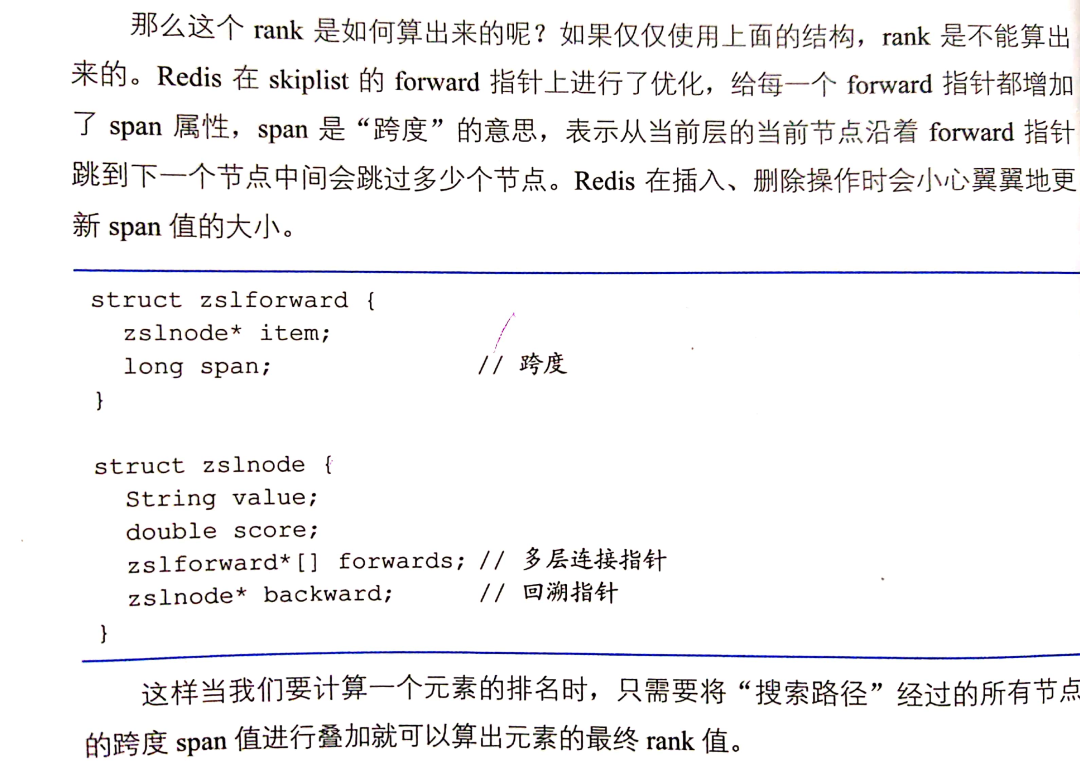 那么这个 rank 是如何算出来的呢？如果仅仅使用上面的结构，rank 是不能算出
来的。Redis 在 skiplist 的 forward 指针上进行了优化，给每一个 forward 指针都增加
了 span 属性，span 是“跨度”的意思，表示从当前层的当前节点沿着 forward 指针
跳到下一个节点中间会跳过多少个节点。Redis 在插入、删除操作时会小心翼翼地更
新 span 值的大小。
struct zslforward {
zslnode* item;
long span; // 跨度
}
struct zslnode {
String value;
double score;
zslforward*[] forwards; // 多层连接指针
zslnode* backward; // 回溯指针
}
这样当我们要计算一个元素的排名时，只需要将“搜索路径”经过的所有节点
的跨度 span 值进行叠加就可以算出元素的最终 rank 值。